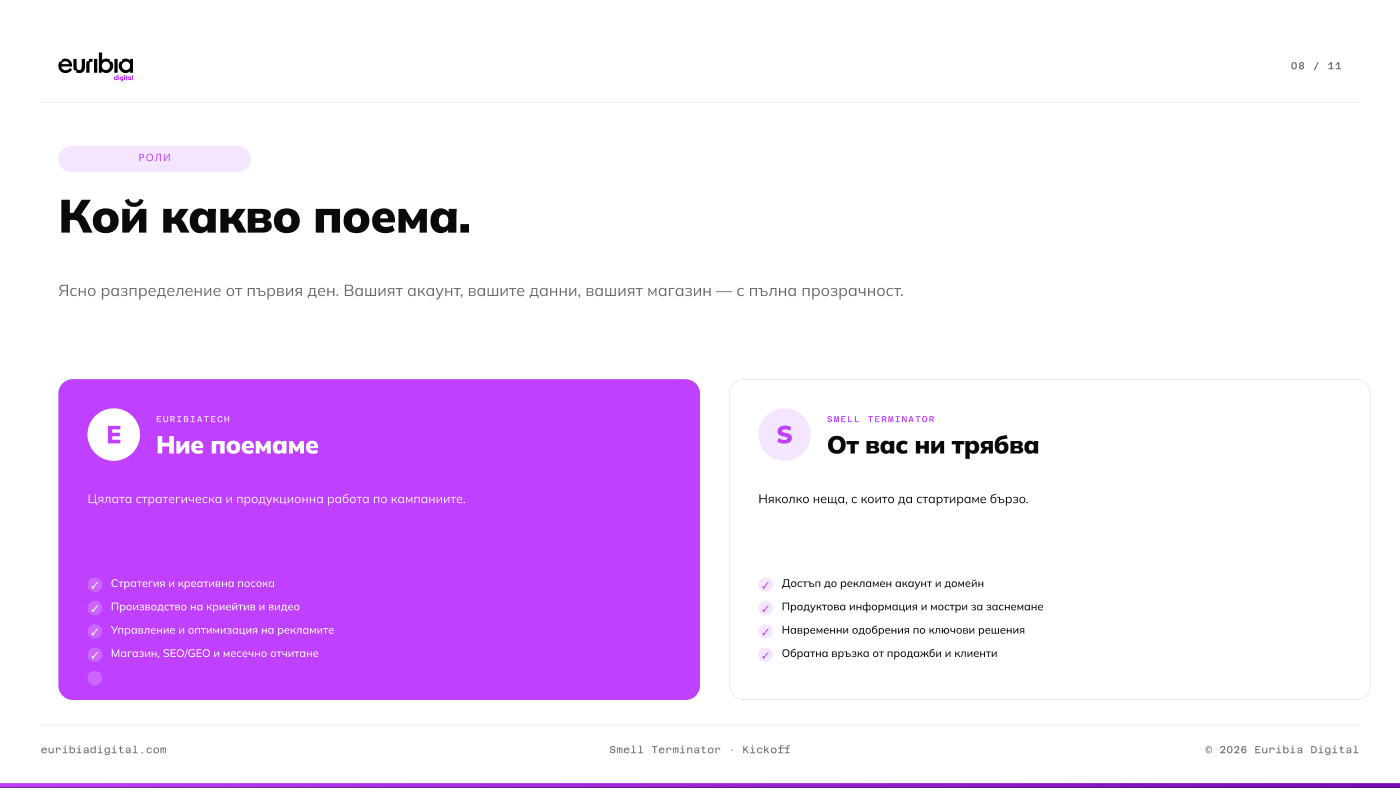 euribia
digital
08 / 11
РОЛИ
Кой какво поема.
Ясно разпределение от първия ден. Вашият акаунт, вашите данни, вашият магазин — с пълна прозрачност.
E
EURIBIATECH
Ние поемаме
Цялата стратегическа и продукционна работа по кампаниите.
✓ Стратегия и креативна посока
✓ Производство на криейтив и видео
✓ Управление и оптимизация на рекламите
✓ Магазин, SEO/GEO и месечно отчитане
S
SMELL TERMINATOR
От вас ни трябва
Няколко неща, с които да стартираме бързо.
✓ Достъп до рекламен акаунт и домейн
✓ Продуктова информация и мостри за заснемане
✓ Навременни одобрения по ключови решения
✓ Обратна връзка от продажби и клиенти
euribiadigital.com
Smell Terminator · Kickoff
© 2026 Euribia Digital